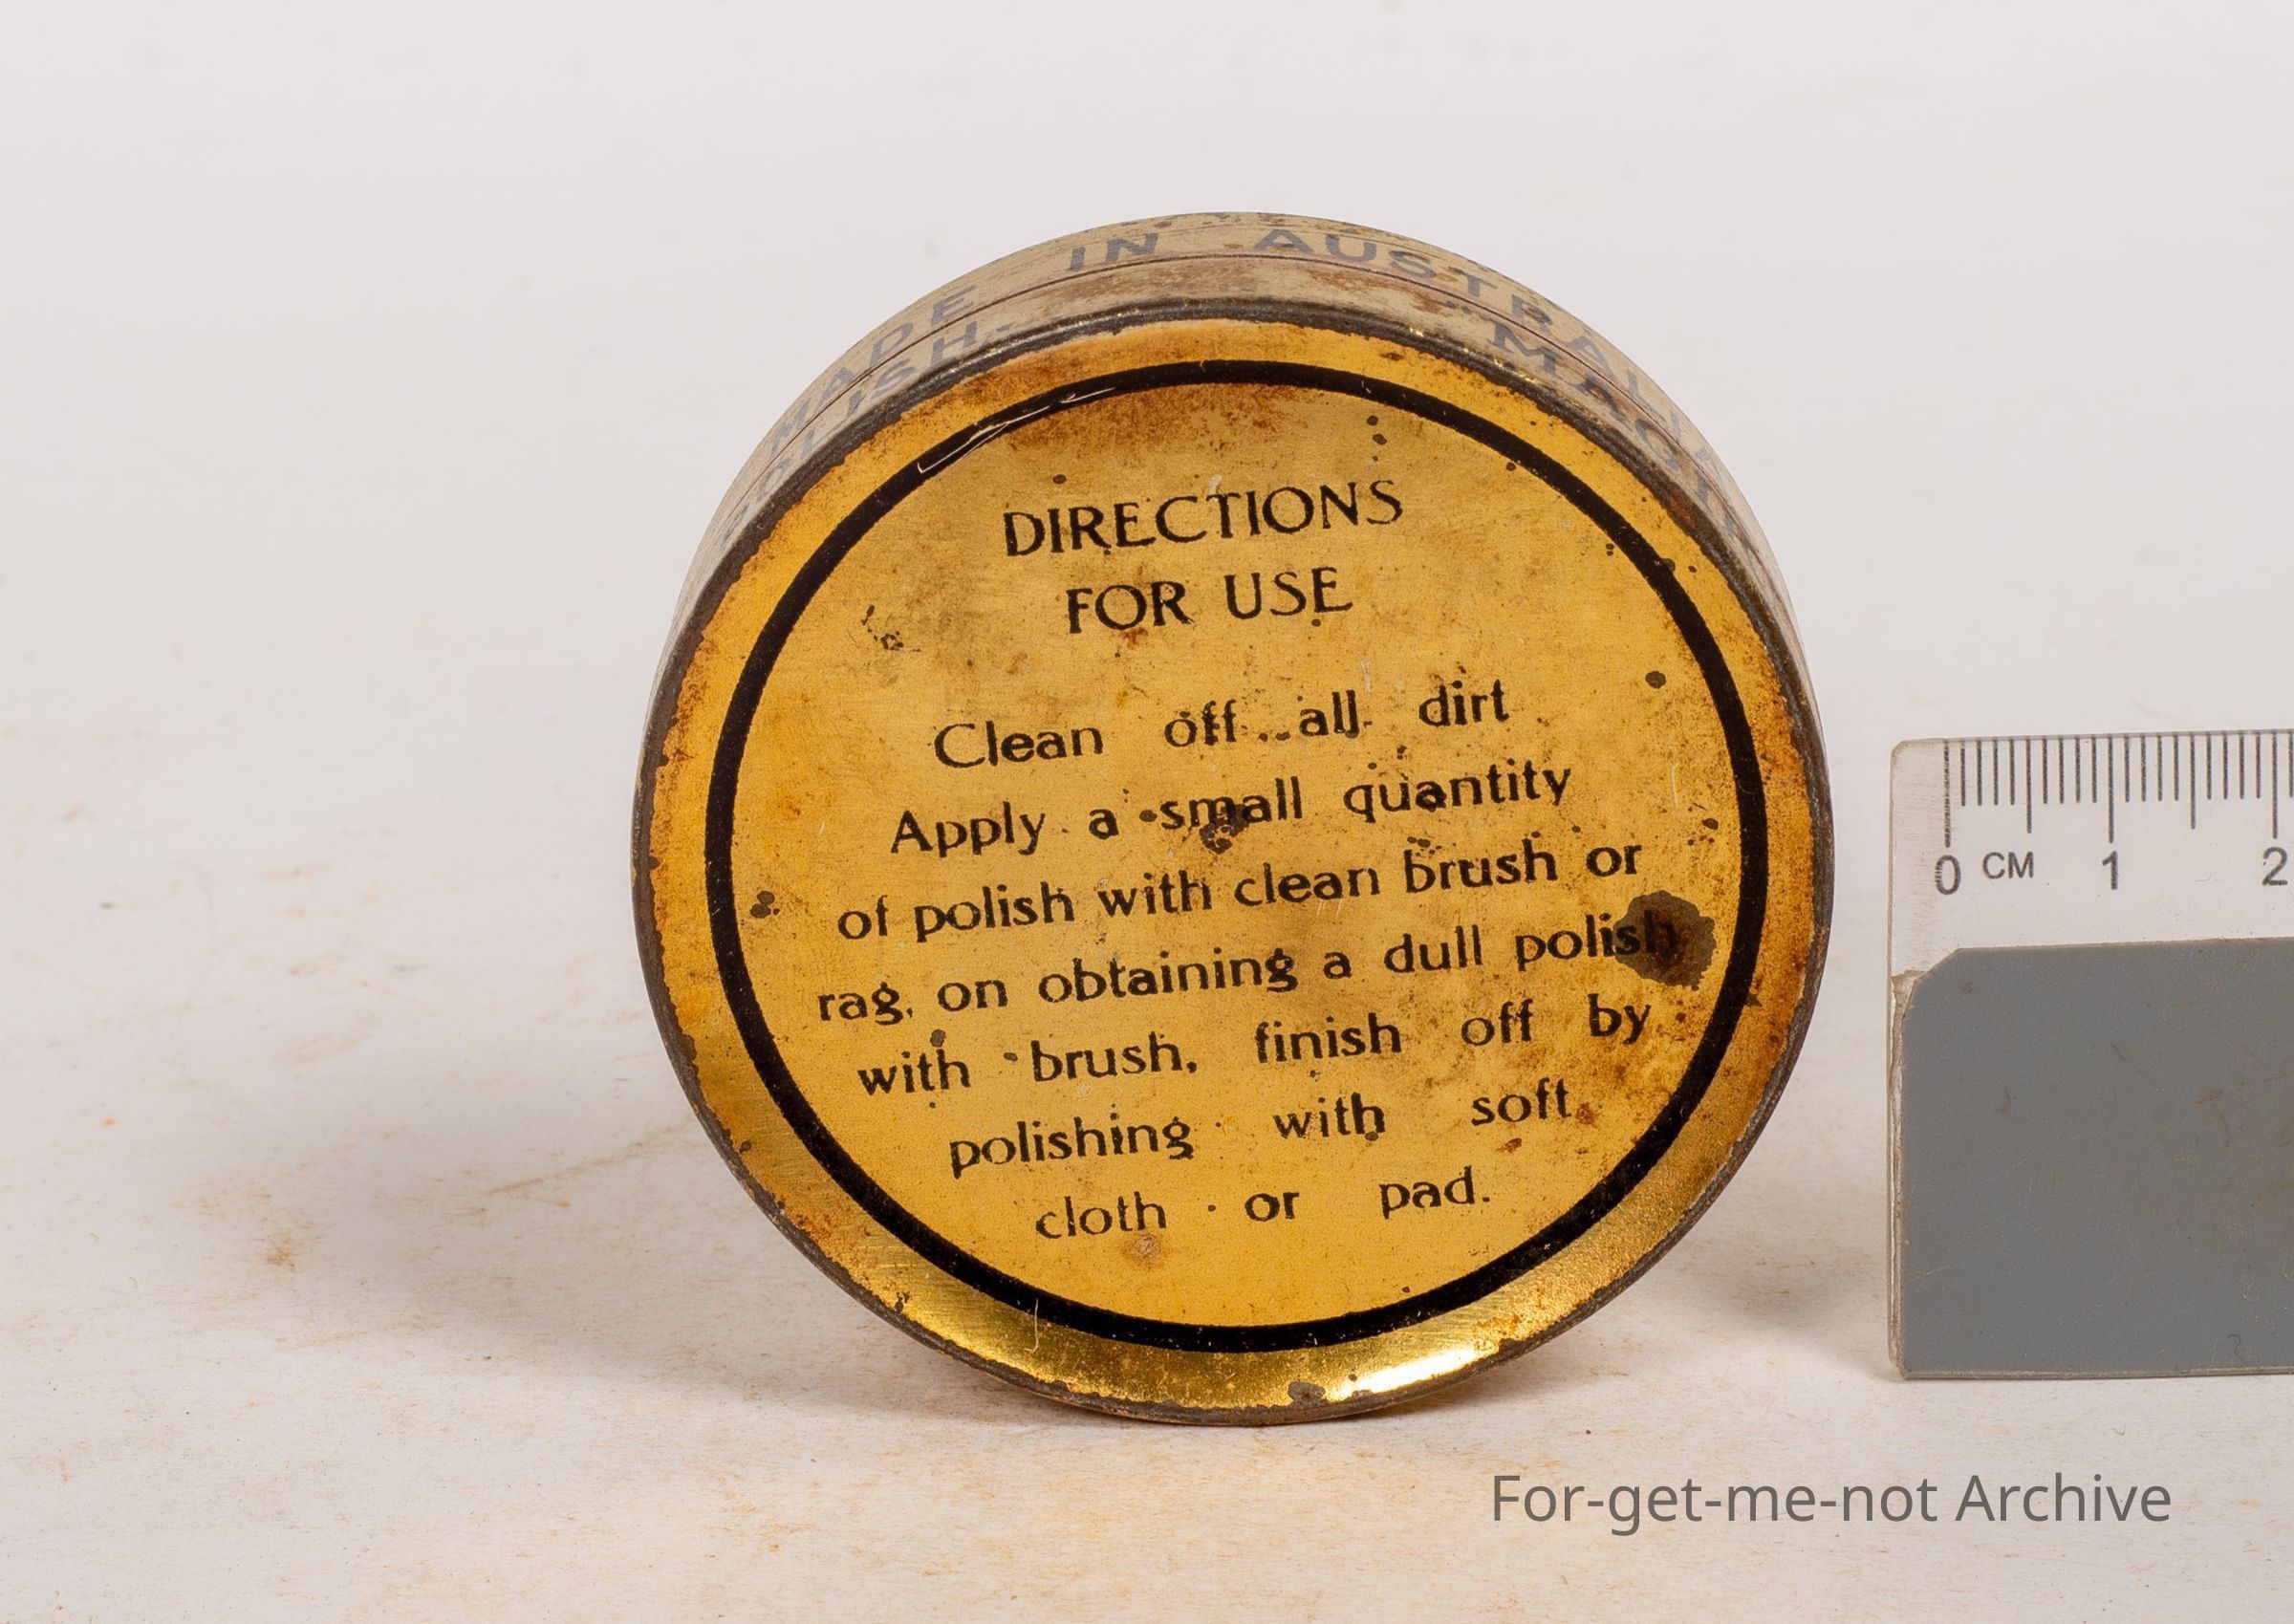 MADE IN AUSTRALIA
POLISH.
DIRECTIONS
FOR USE
Clean off all dirt
Apply a small quantity
of polish with clean brush or
rag, on obtaining a dull polish
with brush, finish off by
polishing with soft
cloth or pad.
0 CM 1 2
For-get-me-not Archive